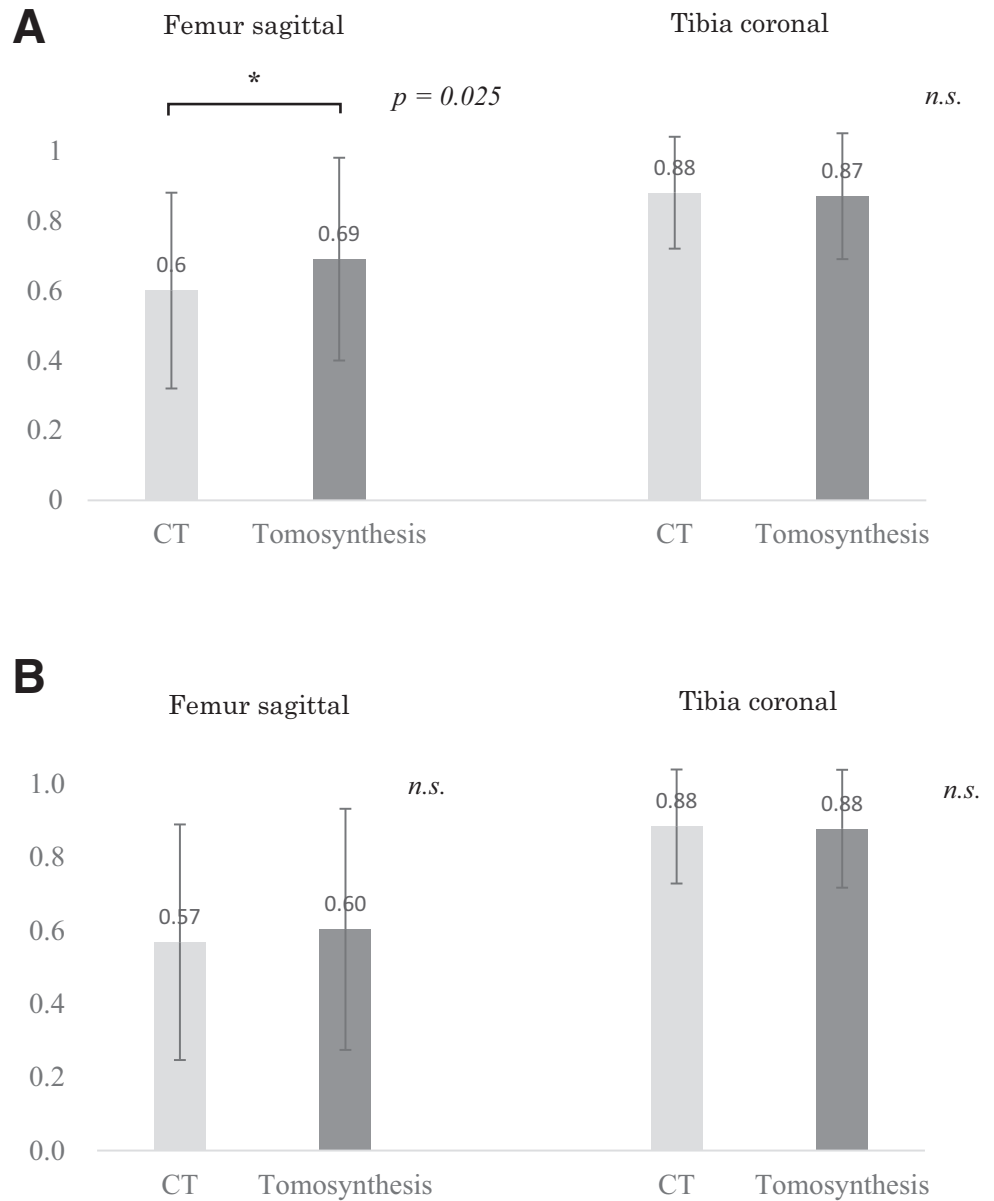 A
Femur sagittal
Tibia coronal
*
p = 0.025
n.s.
1
0.8
0.6
0.4
0.2
0
0.6
0.69
0.88
0.87
CT
Tomosynthesis
CT
Tomosynthesis
B
Femur sagittal
Tibia coronal
n.s.
n.s.
1.0
0.8
0.6
0.4
0.2
0.0
0.57
0.60
0.88
0.88
CT
Tomosynthesis
CT
Tomosynthesis